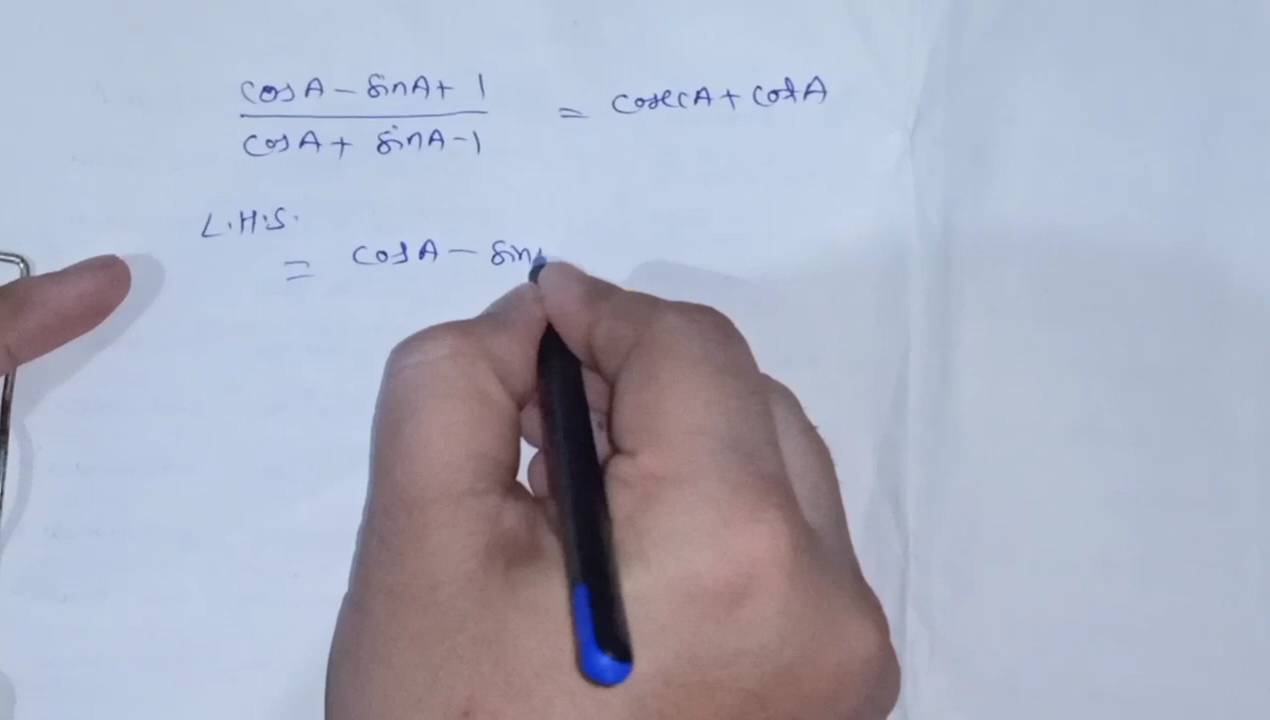 cosA - sinA + 1 = cosecA + cotA
cosA + sinA - 1
L.H.S.
= cosA - sin